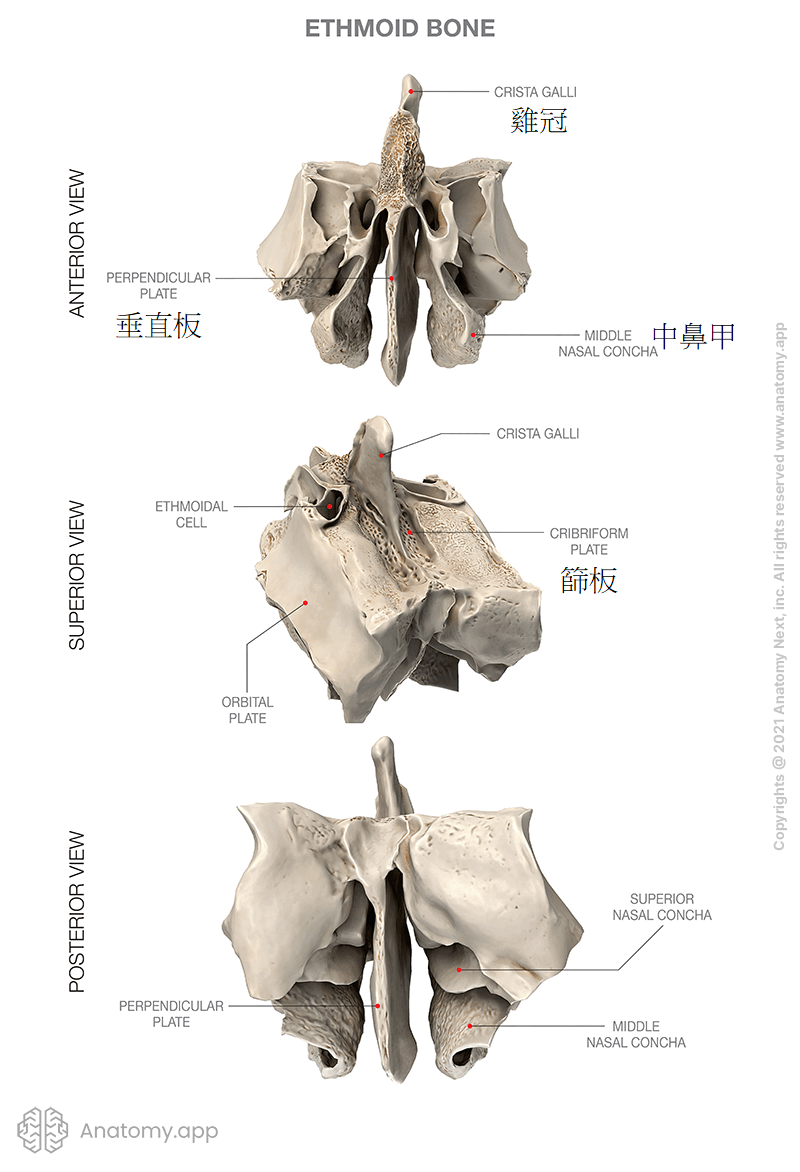 ETHMOID BONE
ANTERIOR VIEW
CRISTA GALLI
雞冠
PERPENDICULAR
PLATE
垂直板
MIDDLE
NASAL CONCHA
中鼻甲
SUPERIOR VIEW
CRISTA GALLI
ETHMOIDAL
CELL
CRIBRIFORM
PLATE
篩板
ORBITAL
PLATE
POSTERIOR VIEW
SUPERIOR
NASAL CONCHA
PERPENDICULAR
PLATE
MIDDLE
NASAL CONCHA
Copyrights @ 2021 Anatomy Next, inc. All rights reserved www.anatomy.app
Anatomy.app